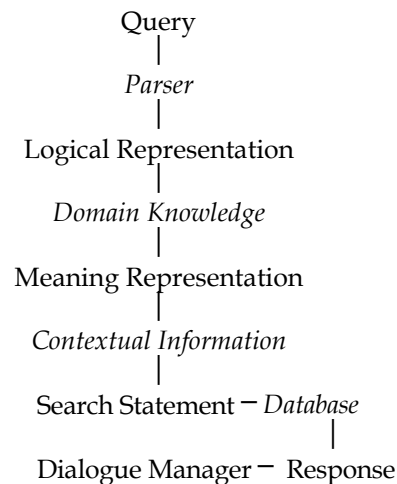 Query
Parser
Logical Representation
Domain Knowledge
Meaning Representation
Contextual Information
Search Statement – Database
Dialogue Manager – Response